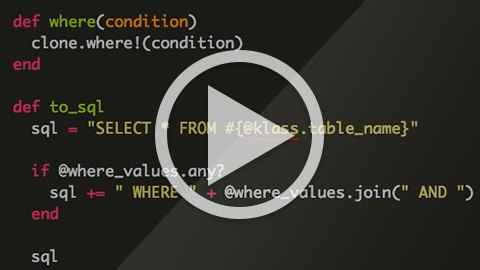 def where(condition)
  clone.where!(condition)
end

def to_sql
  sql = "SELECT * FROM #{@klass.table_name}"

  if @where_values.any?
    sql += " WHERE " + @where_values.join(" AND ")
  end

  sql